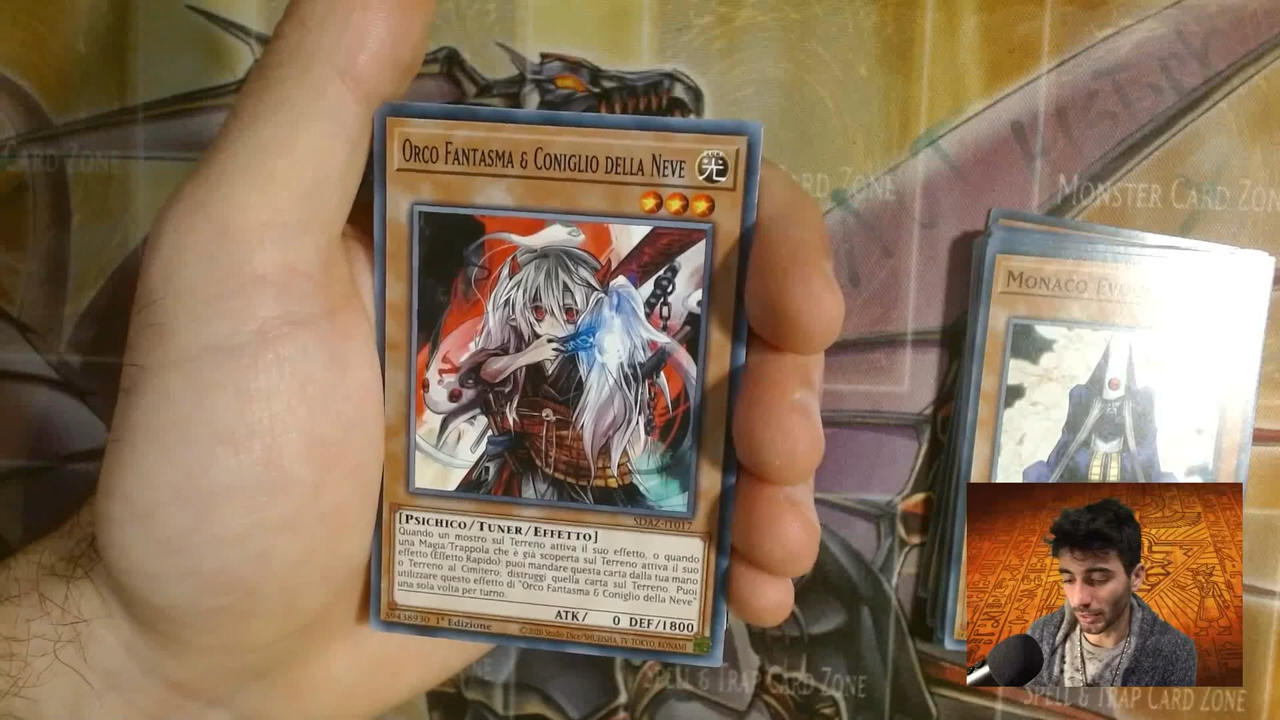 CARD ZONE
CARD ZONE
MONSTER CARD ZON
ORCO FANTASMA & CONIGLIO DELLA NEVE
光
MONACO EVO
SDAZ-IT017
[PSICHICO/TUNER/EFFETTO]
Quando un mostro sul Terreno attiva il suo effetto, o quando
una Magia/Trappola che è già scoperta sul Terreno attiva il suo
effetto (Effetto Rapido): puoi mandare questa carta dalla tua mano
o Terreno al Cimitero; distruggi quella carta sul Terreno. Puoi
utilizzare questo effetto di "Orco Fantasma & Coniglio della Neve"
una sola volta per turno.
ATK/ 0 DEF/1800
59438930 1ª Edizione
©2020 Studio Dice/SHUEISHA, TV TOKYO, KONAMI
SPELL & TRAP CARD ZONE
SPELL & TRAP CARD ZONE